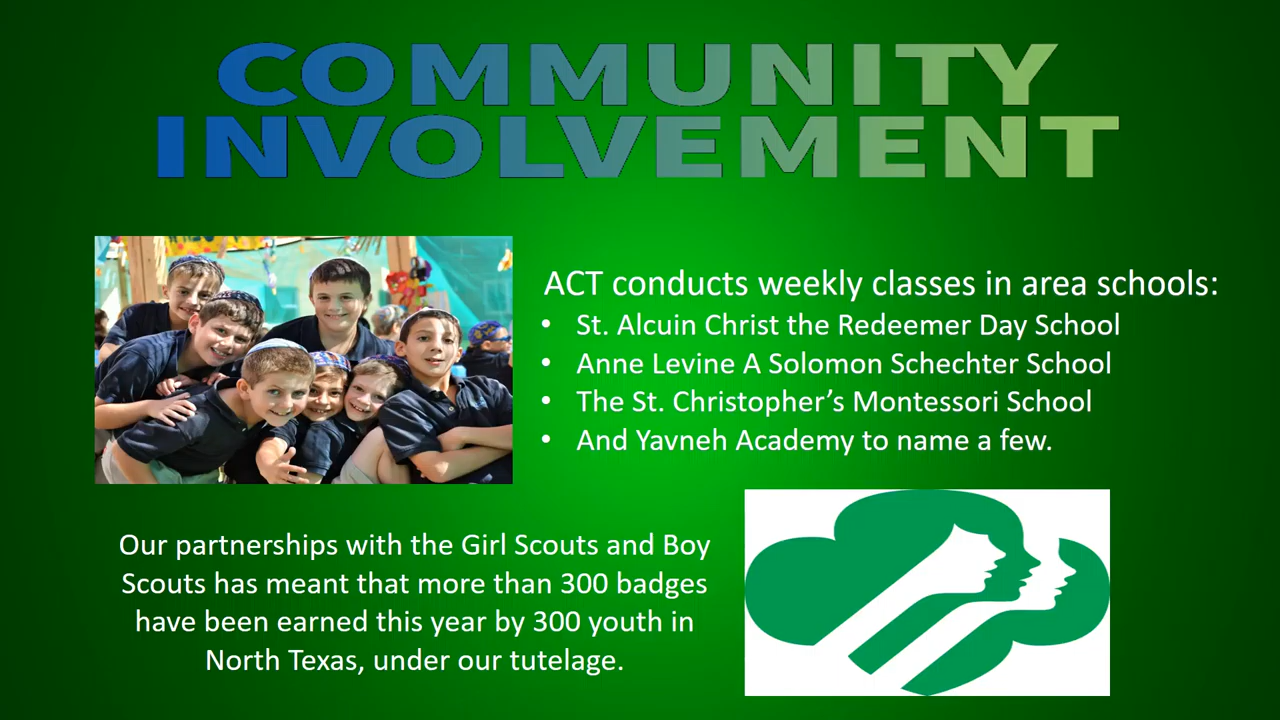 COMMUNITY
INVOLVEMENT
ACT conducts weekly classes in area schools:
• St. Alcuin Christ the Redeemer Day School
• Anne Levine A Solomon Schechter School
• The St. Christopher’s Montessori School
• And Yavneh Academy to name a few.
Our partnerships with the Girl Scouts and Boy
Scouts has meant that more than 300 badges
have been earned this year by 300 youth in
North Texas, under our tutelage.